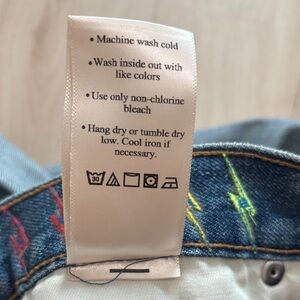 • Machine wash cold
• Wash inside out with
like colors
• Use only non-chlorine
bleach
• Hang dry or tumble dry
low. Cool iron if
necessary.
30